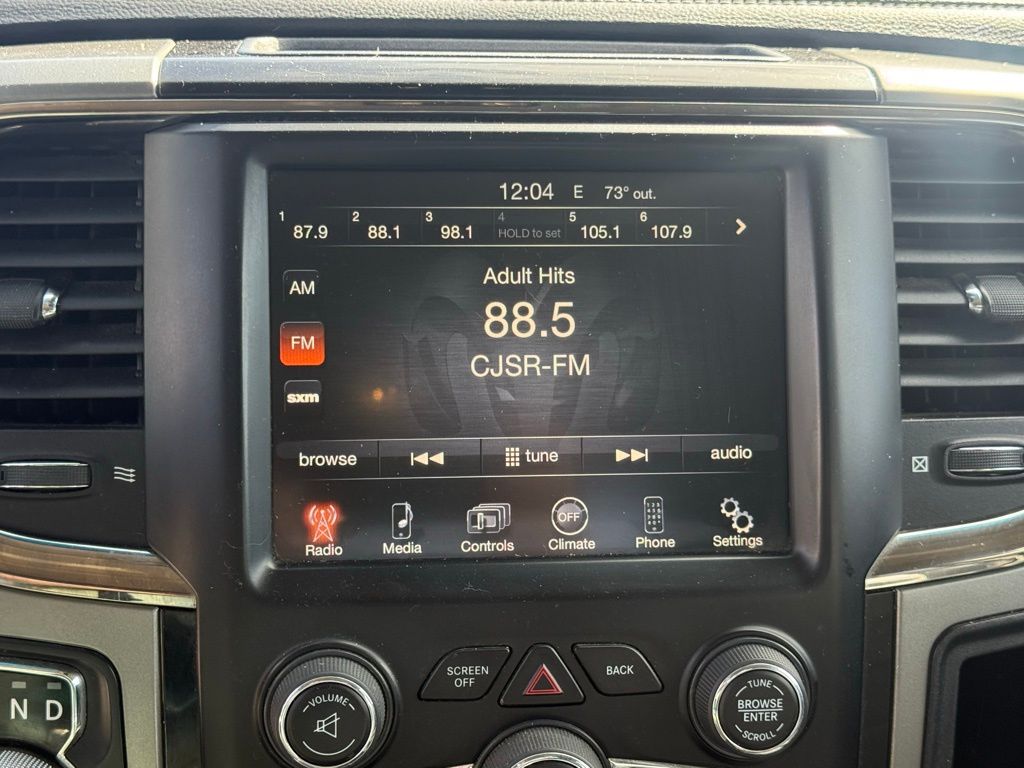 12:04 E 73° out.
1 2 3 4 5 6
87.9 88.1 98.1 HOLD to set 105.1 107.9
Adult Hits
AM
88.5
FM
CJSR-FM
sxm
browse tune audio
OFF
Radio Media Controls Climate Phone Settings
SCREEN OFF
BACK
VOLUME
TUNE
BROWSE
ENTER
SCROLL
N D